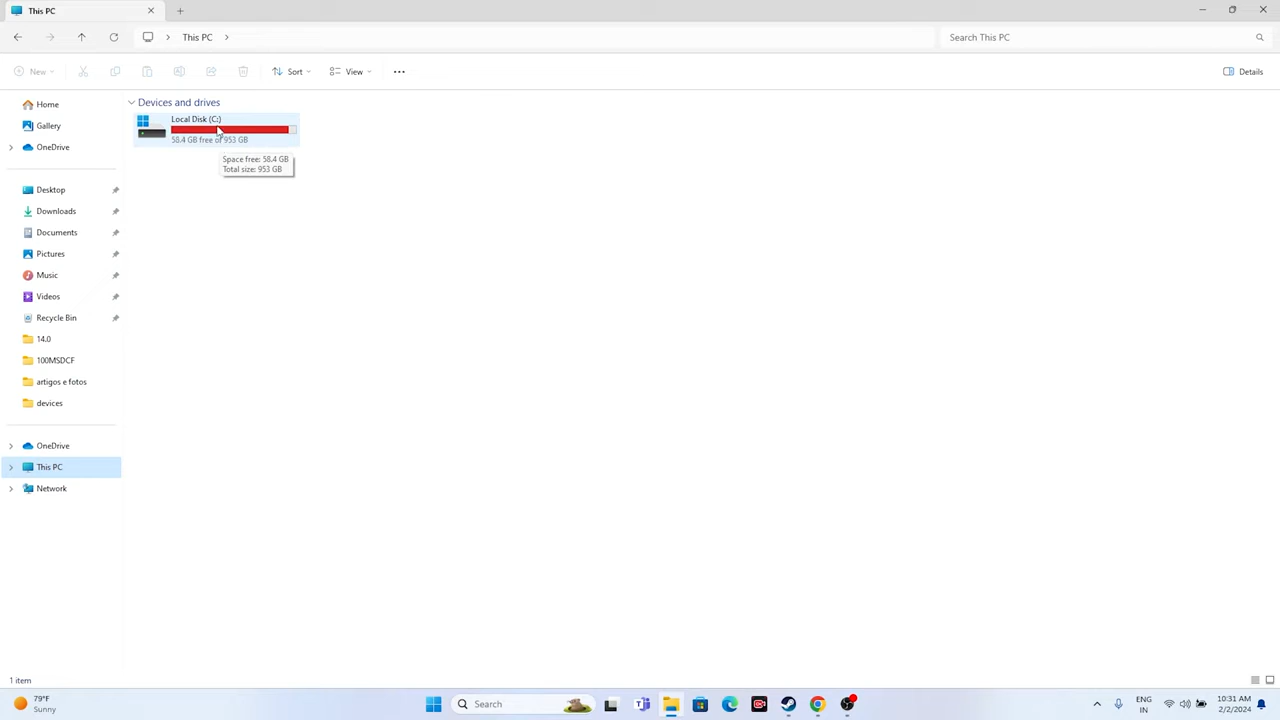 This PC
This PC
Search This PC
New
Sort
View
Details
Home
Gallery
OneDrive
Desktop
Downloads
Documents
Pictures
Music
Videos
Recycle Bin
14.0
100MSDCF
artigos e fotos
devices
OneDrive
This PC
Network
Devices and drives
Local Disk (C:)
58.4 GB free of 953 GB
Space free: 58.4 GB
Total size: 953 GB
1 item
79°F
Sunny
Search
ENG
IN
10:31 AM
2/2/2024